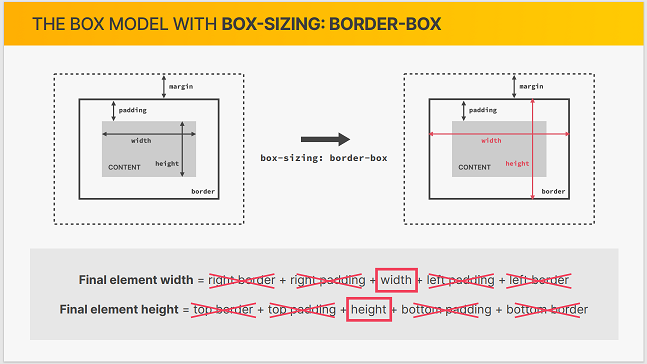 THE BOX MODEL WITH BOX-SIZING: BORDER-BOX
margin
padding
width
height
CONTENT
border
box-sizing: border-box
margin
padding
width
height
CONTENT
border
Final element width = right border + right padding + width + left padding + left border
Final element height = top border + top padding + height + bottom padding + bottom border